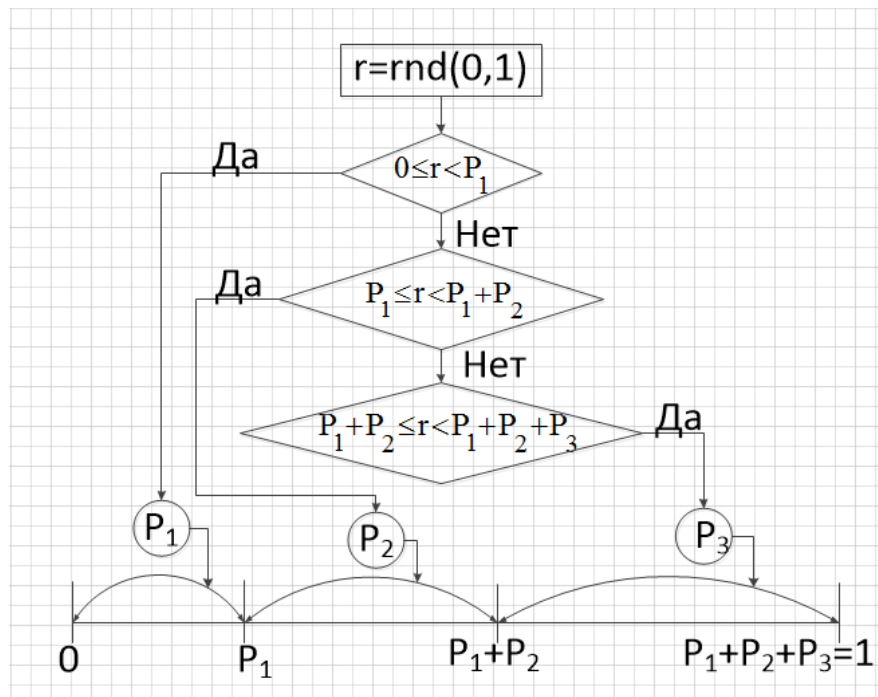 r=rnd(0,1)
Да
0≤r<P₁
Нет
Да
P₁≤r<P₁+P₂
Нет
P₁+P₂≤r<P₁+P₂+P₃
Да
P₁
P₂
P₃
0
P₁
P₁+P₂
P₁+P₂+P₃=1